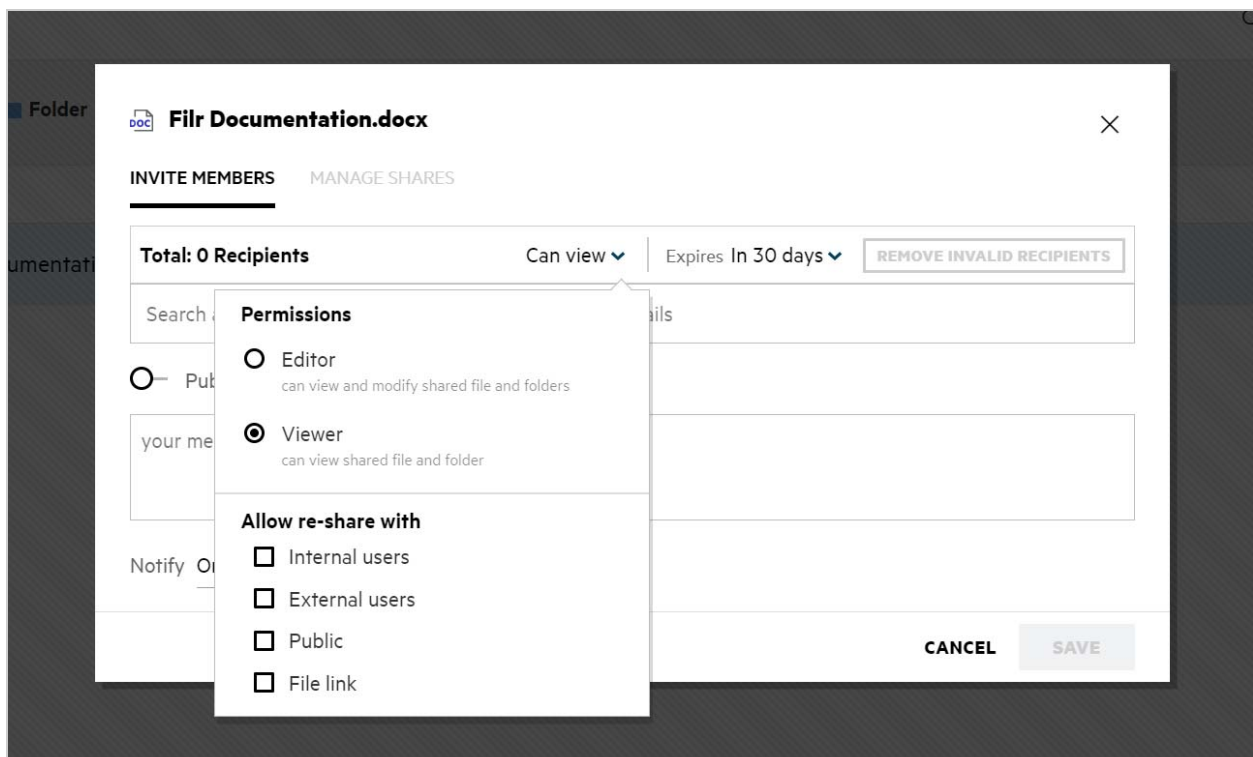 Folder
DOC Filr Documentation.docx
INVITE MEMBERS MANAGE SHARES
Total: 0 Recipients Can view Expires In 30 days REMOVE INVALID RECIPIENTS
umentati
Search
Permissions
Editor
can view and modify shared file and folders
Viewer
can view shared file and folder
your me
Allow re-share with
Notify
Internal users
External users
Public
File link
CANCEL SAVE